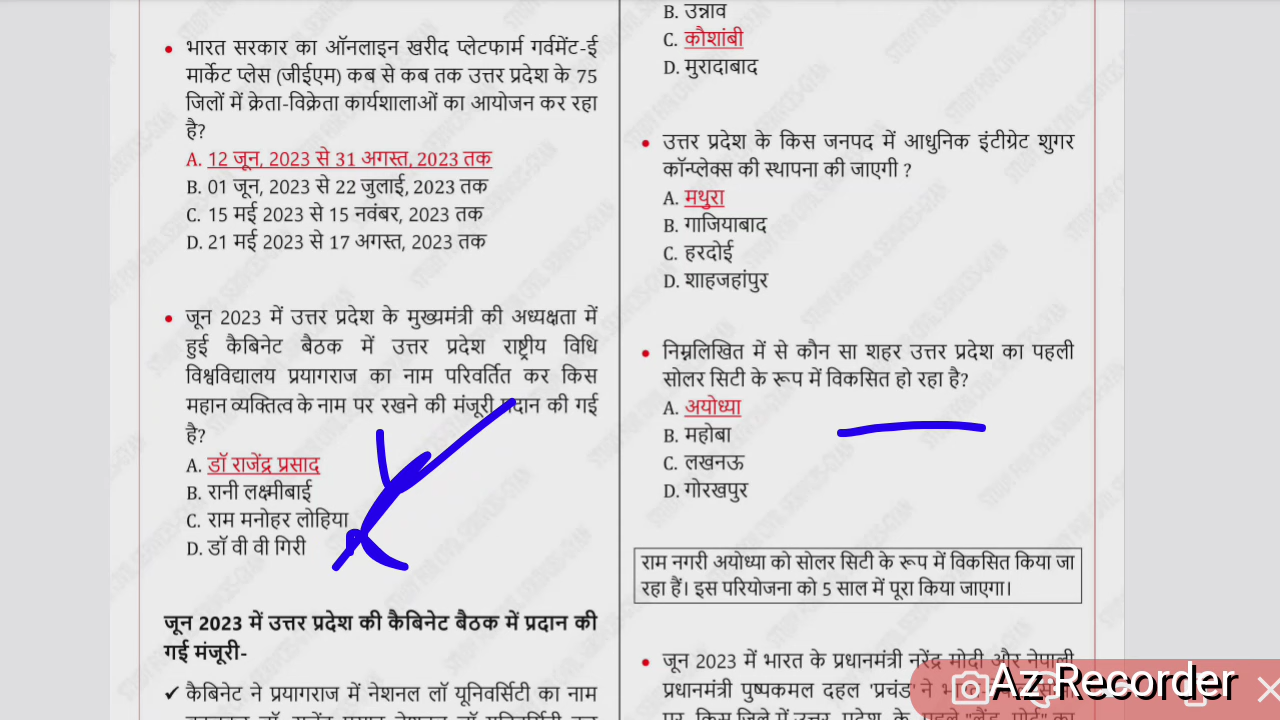 • भारत सरकार का ऑनलाइन खरीद प्लेटफार्म गर्वमेंट-ई
मार्केट प्लेस (जीईएम) कब से कब तक उत्तर प्रदेश के 75
जिलों में क्रेता-विक्रेता कार्यशालाओं का आयोजन कर रहा
है?
A. 12 जून, 2023 से 31 अगस्त, 2023 तक
B. 01 जून, 2023 से 22 जुलाई, 2023 तक
C. 15 मई 2023 से 15 नवंबर, 2023 तक
D. 21 मई 2023 से 17 अगस्त, 2023 तक
• जून 2023 में उत्तर प्रदेश के मुख्यमंत्री की अध्यक्षता में
हुई कैबिनेट बैठक में उत्तर प्रदेश राष्ट्रीय विधि
विश्वविद्यालय प्रयागराज का नाम परिवर्तित कर किस
महान व्यक्तित्व के नाम पर रखने की मंजूरी प्रदान की गई
है?
A. डॉ राजेंद्र प्रसाद
B. रानी लक्ष्मीबाई
C. राम मनोहर लोहिया
D. डॉ वी वी गिरी
जून 2023 में उत्तर प्रदेश की कैबिनेट बैठक में प्रदान की
गई मंजूरी-
✓ कैबिनेट ने प्रयागराज में नेशनल लॉ यूनिवर्सिटी का नाम
B. उन्नाव
C. कौशांबी
D. मुरादाबाद
• उत्तर प्रदेश के किस जनपद में आधुनिक इंटीग्रेट शुगर
कॉम्प्लेक्स की स्थापना की जाएगी ?
A. मथुरा
B. गाजियाबाद
C. हरदोई
D. शाहजहांपुर
• निम्नलिखित में से कौन सा शहर उत्तर प्रदेश का पहली
सोलर सिटी के रूप में विकसित हो रहा है?
A. अयोध्या
B. महोबा
C. लखनऊ
D. गोरखपुर
राम नगरी अयोध्या को सोलर सिटी के रूप में विकसित किया जा
रहा हैं। इस परियोजना को 5 साल में पूरा किया जाएगा।
• जून 2023 में भारत के प्रधानमंत्री नरेंद्र मोदी और नेपाली
प्रधानमंत्री पुष्पकमल दहल 'प्रचंड' ने
Az Recorder